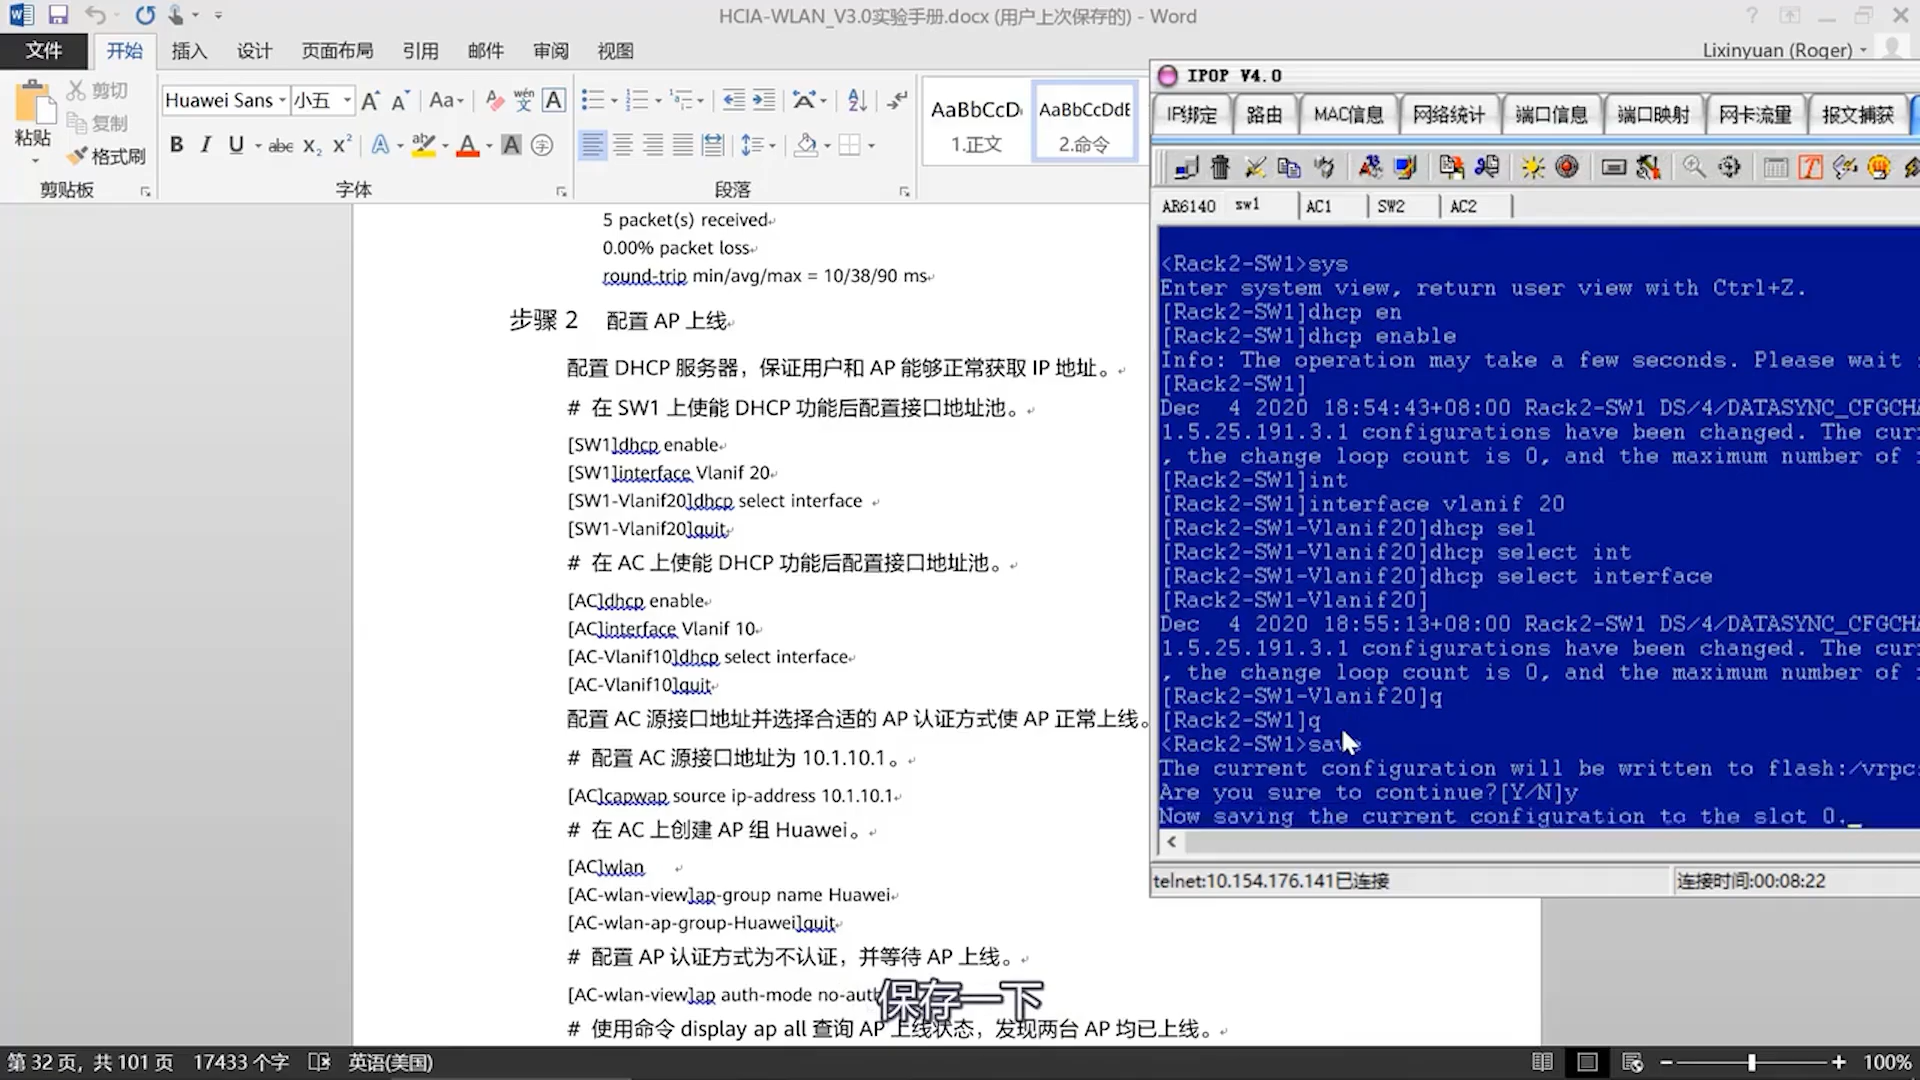 HCIA-WLAN_V3.0实验手册.docx (用户上次保存的) - Word
文件 开始 插入 设计 页面布局 引用 邮件 审阅 视图
Lixinyuan (Roger)
粘贴
剪切
复制
格式刷
剪贴板
Huawei Sans 小五
字体
段落
AaBbCcD
1.正文
AaBbCcDdE
2.命令
5 packet(s) received
0.00% packet loss
round-trip min/avg/max = 10/38/90 ms
步骤 2 配置 AP 上线
配置 DHCP 服务器，保证用户和 AP 能够正常获取 IP 地址。
# 在 SW1 上使能 DHCP 功能后配置接口地址池。
[SW1]dhcp enable
[SW1]interface Vlanif 20
[SW1-Vlanif20]dhcp select interface
[SW1-Vlanif20]quit
# 在 AC 上使能 DHCP 功能后配置接口地址池。
[AC]dhcp enable
[AC]interface Vlanif 10
[AC-Vlanif10]dhcp select interface
[AC-Vlanif10]quit
配置 AC 源接口地址并选择合适的 AP 认证方式使 AP 正常上线。
# 配置 AC 源接口地址为 10.1.10.1。
[AC]capwap source ip-address 10.1.10.1
# 在 AC 上创建 AP 组 Huawei。
[AC]wlan
[AC-wlan-view]ap-group name Huawei
[AC-wlan-ap-group-Huawei]quit
# 配置 AP 认证方式为不认证，并等待 AP 上线。
[AC-wlan-view]ap auth-mode no-auth
# 使用命令 display ap all 查询 AP 上线状态，发现两台 AP 均已上线。
保存一下
IPOP V4.0
IP绑定 路由 MAC信息 网络统计 端口信息 端口映射 网卡流量 报文捕获
AR6140 sw1 AC1 SW2 AC2
<Rack2-SW1>sys
Enter system view, return user view with Ctrl+Z.
[Rack2-SW1]dhcp en
[Rack2-SW1]dhcp enable
Info: The operation may take a few seconds. Please wait
[Rack2-SW1]
Dec 4 2020 18:54:43+08:00 Rack2-SW1 DS/4/DATASYNC_CFGCHA
1.5.25.191.3.1 configurations have been changed. The cur
, the change loop count is 0, and the maximum number of
[Rack2-SW1]int
[Rack2-SW1]interface vlanif 20
[Rack2-SW1-Vlanif20]dhcp sel
[Rack2-SW1-Vlanif20]dhcp select int
[Rack2-SW1-Vlanif20]dhcp select interface
[Rack2-SW1-Vlanif20]
Dec 4 2020 18:55:13+08:00 Rack2-SW1 DS/4/DATASYNC_CFGCHA
1.5.25.191.3.1 configurations have been changed. The cur
, the change loop count is 0, and the maximum number of
[Rack2-SW1-Vlanif20]q
[Rack2-SW1]q
<Rack2-SW1>save
The current configuration will be written to flash:/vrpc
Are you sure to continue?[Y/N]y
Now saving the current configuration to the slot 0.
telnet:10.154.176.141已连接 连接时间:00:08:22
第 32 页, 共 101 页 17433 个字 英语(美国) 100%